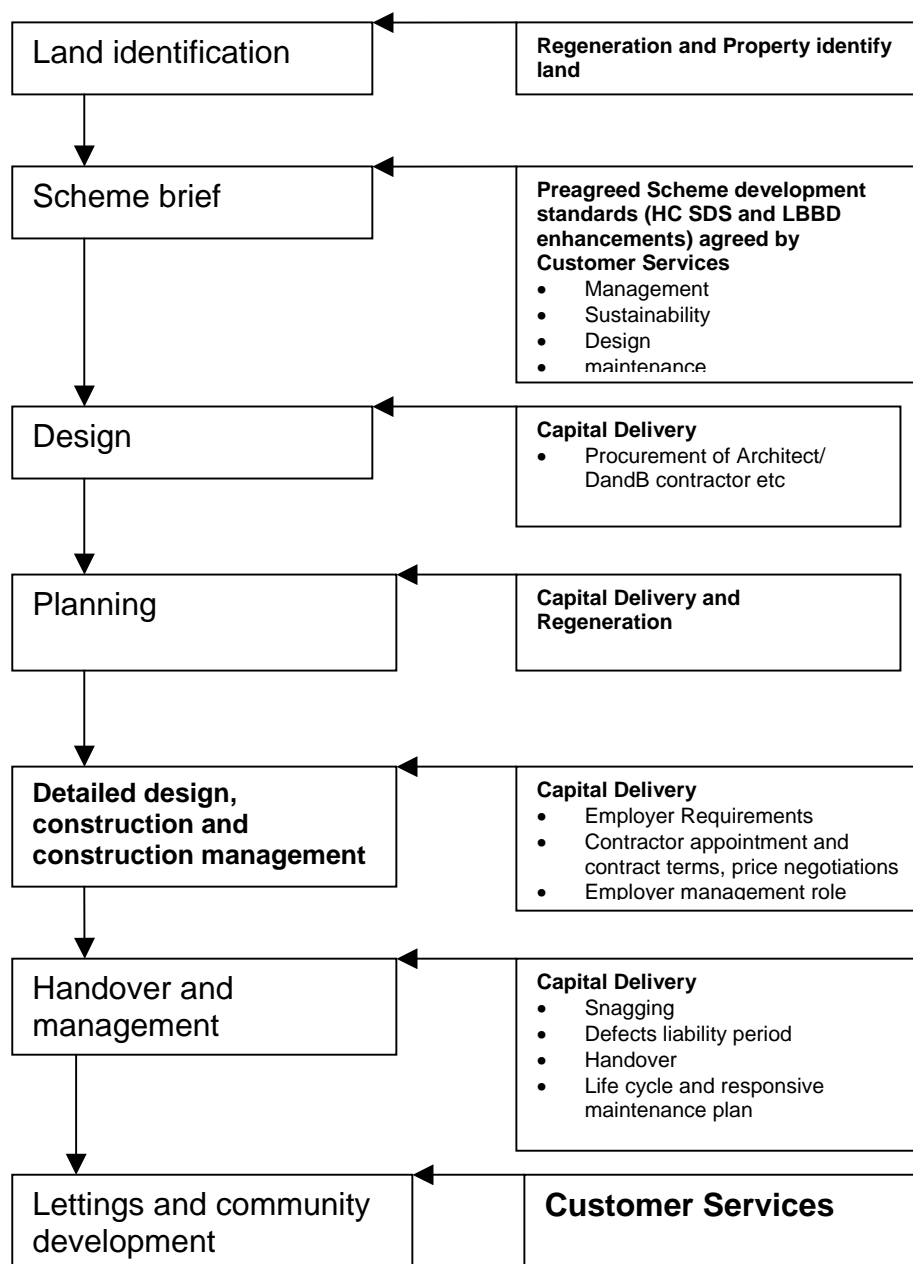 Land identification
Regeneration and Property identify
land
Scheme brief
Preagreed Scheme development
standards (HC SDS and LBBD
enhancements) agreed by
Customer Services
• Management
• Sustainability
• Design
• maintenance
Design
Capital Delivery
• Procurement of Architect/
DandB contractor etc
Planning
Capital Delivery and
Regeneration
Detailed design,
construction and
construction management
Capital Delivery
• Employer Requirements
• Contractor appointment and
contract terms, price negotiations
• Employer management role
Handover and
management
Capital Delivery
• Snagging
• Defects liability period
• Handover
• Life cycle and responsive
maintenance plan
Lettings and community
development
Customer Services